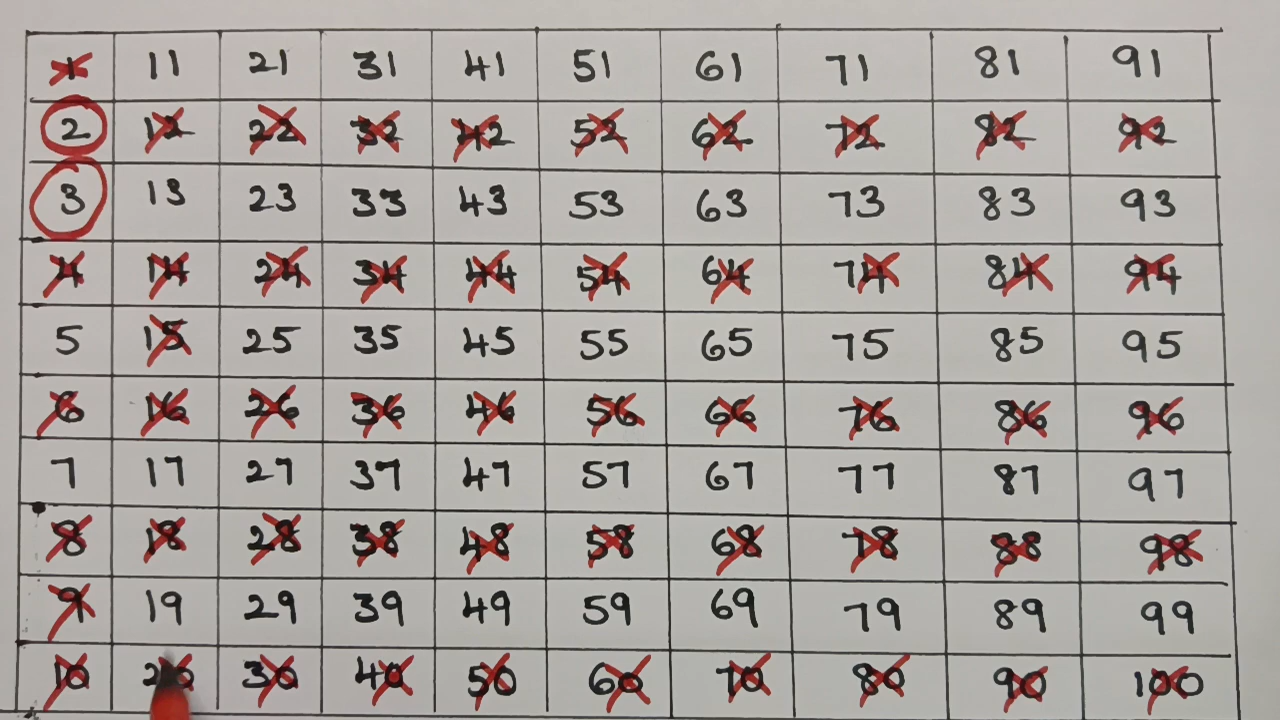 1 11 21 31 41 51 61 71 81 91
2 12 22 32 42 52 62 72 82 92
3 13 23 33 43 53 63 73 83 93
4 14 24 34 44 54 64 74 84 94
5 15 25 35 45 55 65 75 85 95
6 16 26 36 46 56 66 76 86 96
7 17 27 37 47 57 67 77 87 97
8 18 28 38 48 58 68 78 88 98
9 19 29 39 49 59 69 79 89 99
10 20 30 40 50 60 70 80 90 100